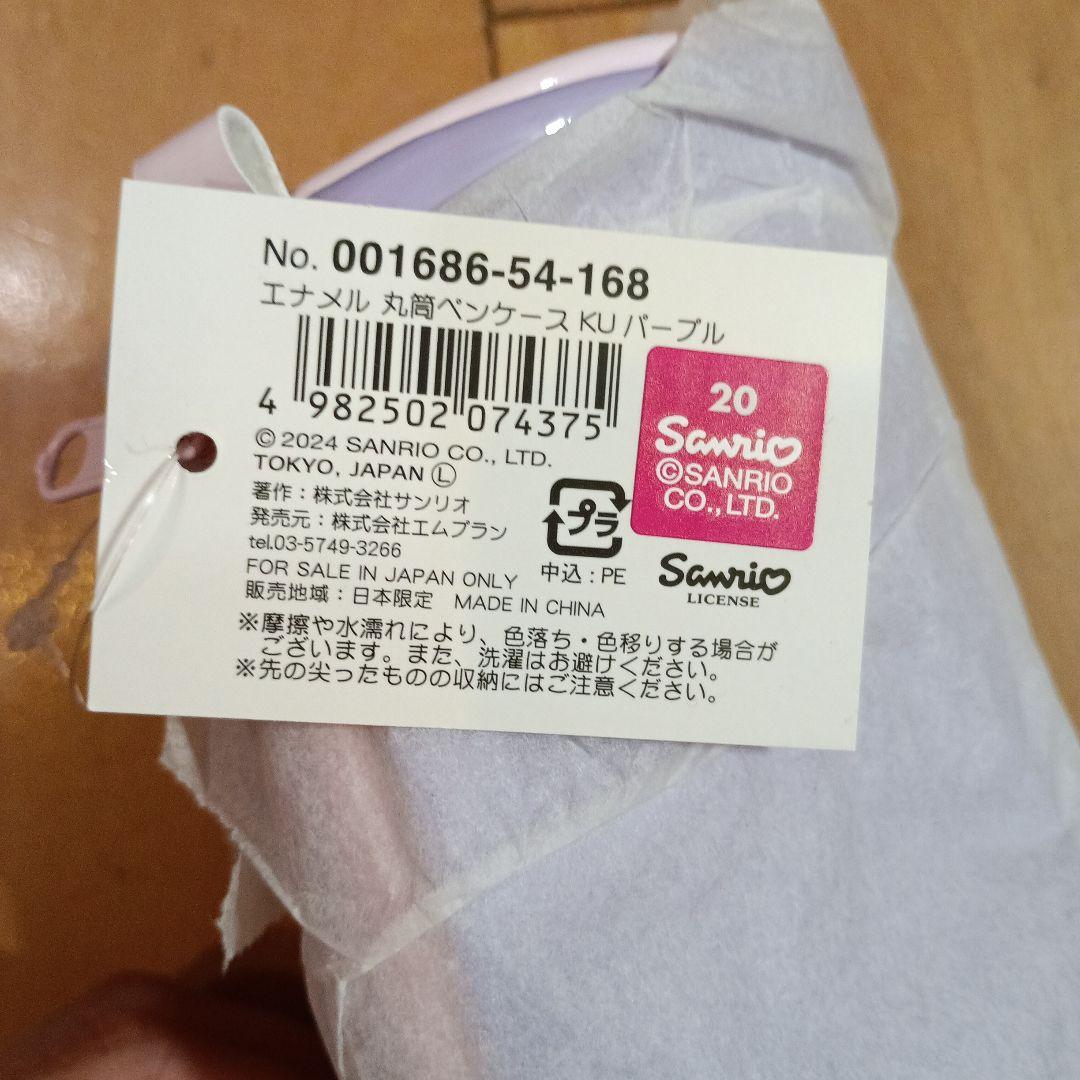 No. 001686-54-168
エナメル 丸筒ペンケース KU パープル
4 982502 074375
20
Sanrio
©SANRIO
CO., LTD.
© 2024 SANRIO CO., LTD.
TOKYO, JAPAN Ⓛ
著作：株式会社サンリオ
発売元：株式会社エムプラン
tel.03-5749-3266
FOR SALE IN JAPAN ONLY
販売地域：日本限定 MADE IN CHINA
プラ
中込：PE
Sanrio
LICENSE
※摩擦や水濡れにより、色落ち・色移りする場合が
ございます。また、洗濯はお避けください。
※先の尖ったものの収納にはご注意ください。